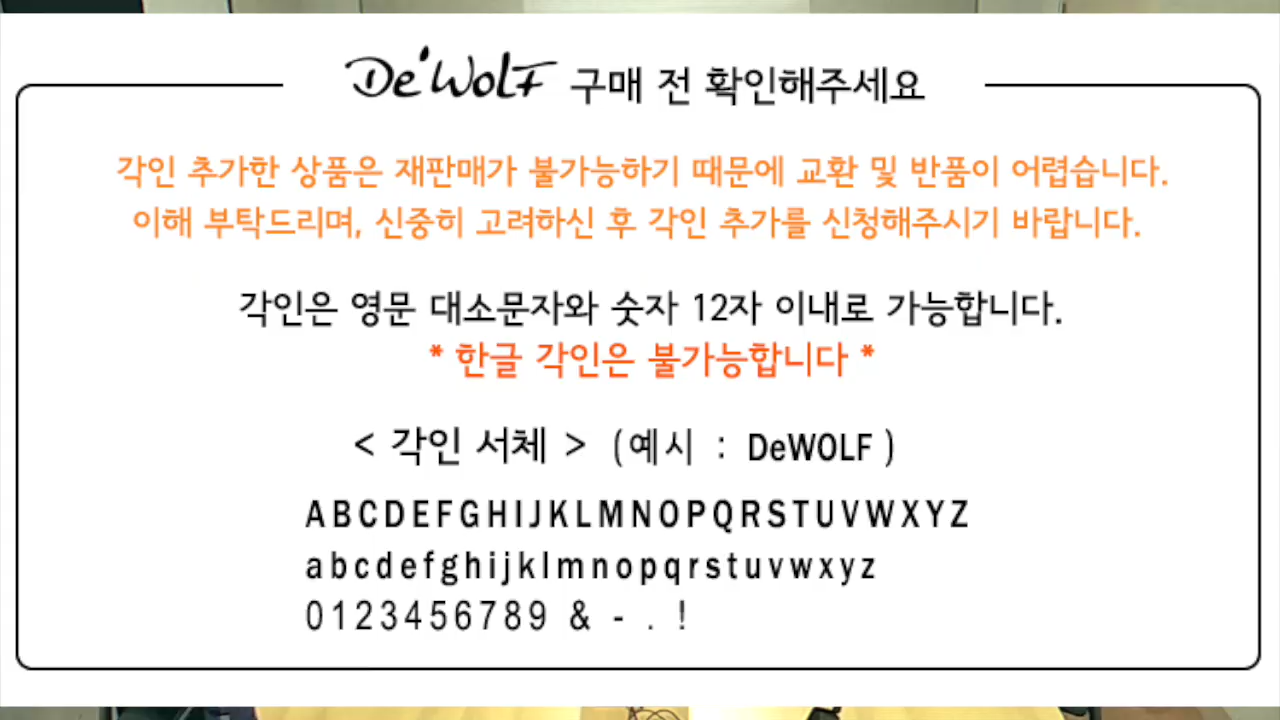 De'WoLF 구매 전 확인해주세요
각인 추가한 상품은 재판매가 불가능하기 때문에 교환 및 반품이 어렵습니다.
이해 부탁드리며, 신중히 고려하신 후 각인 추가를 신청해주시기 바랍니다.
각인은 영문 대소문자와 숫자 12자 이내로 가능합니다.
* 한글 각인은 불가능합니다 *
< 각인 서체 > (예시 : DeWOLF )
ABCDEFGHIJKLMNOPQRSTUVWXYZ
abcdefghijklmnopqrstuvwxyz
0123456789 & - . !